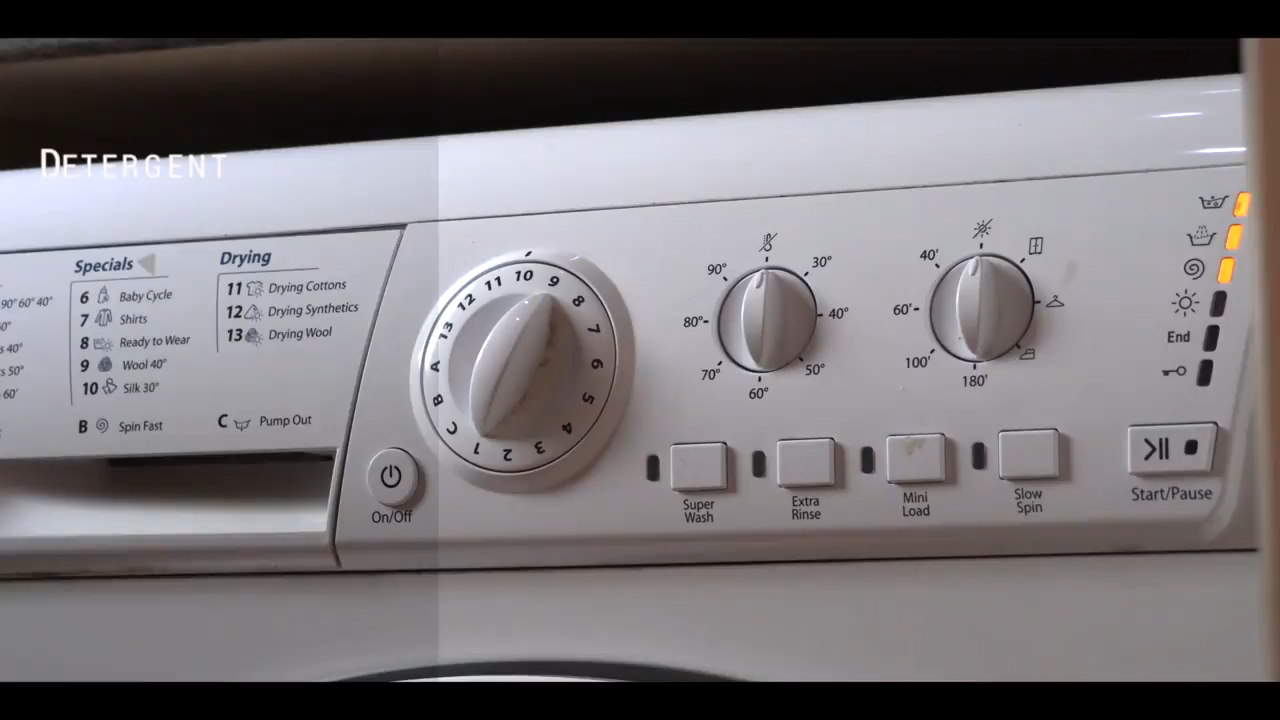 DETERGENT
Specials
6 Baby Cycle
7 Shirts
8 Ready to Wear
9 Wool 40°
10 Silk 30°
B Spin Fast
Drying
11 Drying Cottons
12 Drying Synthetics
13 Drying Wool
C Pump Out
90° 60° 40°
s 40°
s 50°
60'
On/Off
10 9 8 7 6 5 4 3 2 1 C B A 13 12 11
90° 30°
80° 40°
70° 50°
60°
40'
60'
100'
180'
Super
Wash
Extra
Rinse
Mini
Load
Slow
Spin
End
Start/Pause